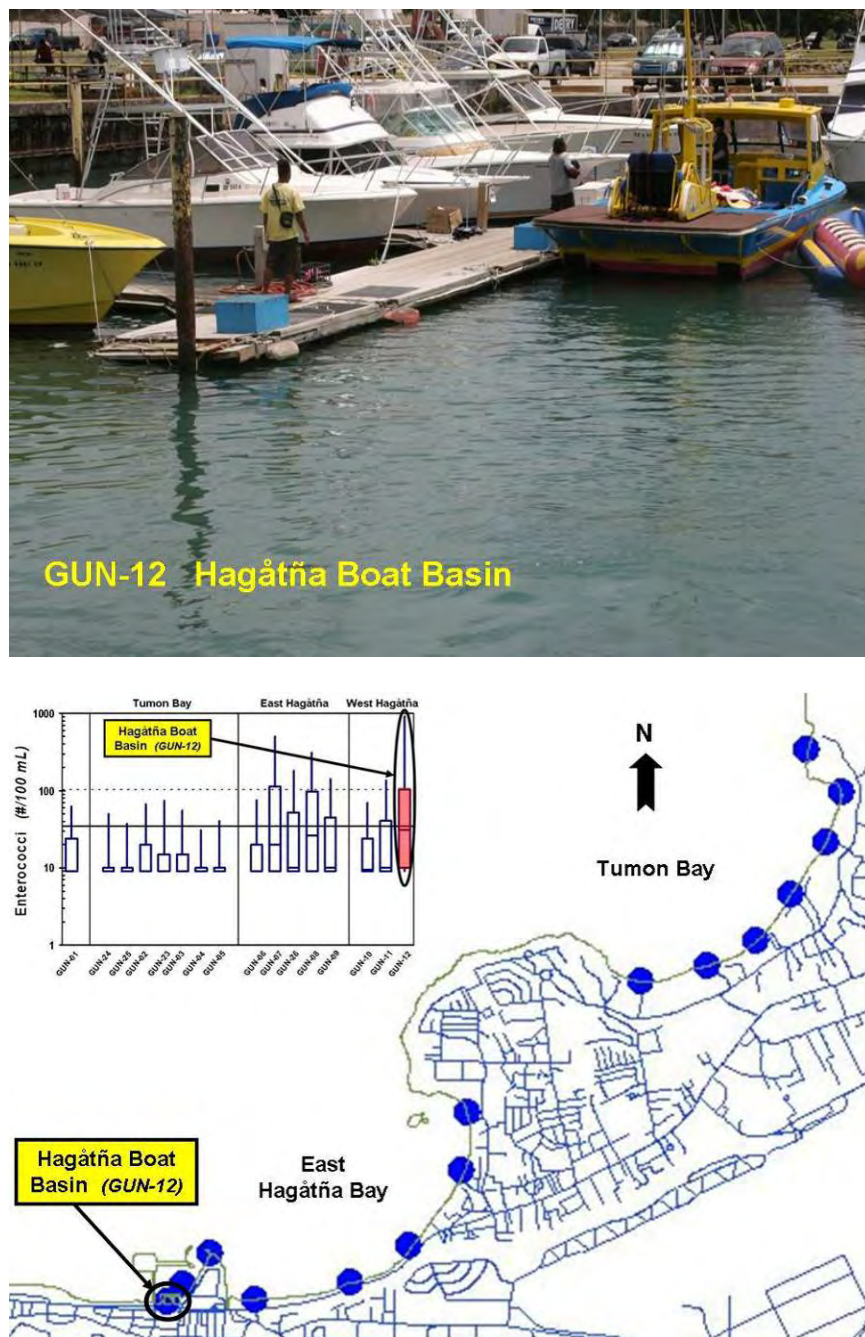 GUN-12 Hagåtña Boat Basin
Tumon Bay
East Hagåtña
West Hagåtña
Enterococci (#/100 mL)
1000
100
10
1
Hagåtña Boat
Basin (GUN-12)
GUN-01
GUN-24
GUN-25
GUN-02
GUN-23
GUN-03
GUN-04
GUN-05
GUN-06
GUN-07
GUN-26
GUN-08
GUN-09
GUN-10
GUN-11
GUN-12
N
Tumon Bay
Hagåtña Boat
Basin (GUN-12)
East
Hagåtña Bay